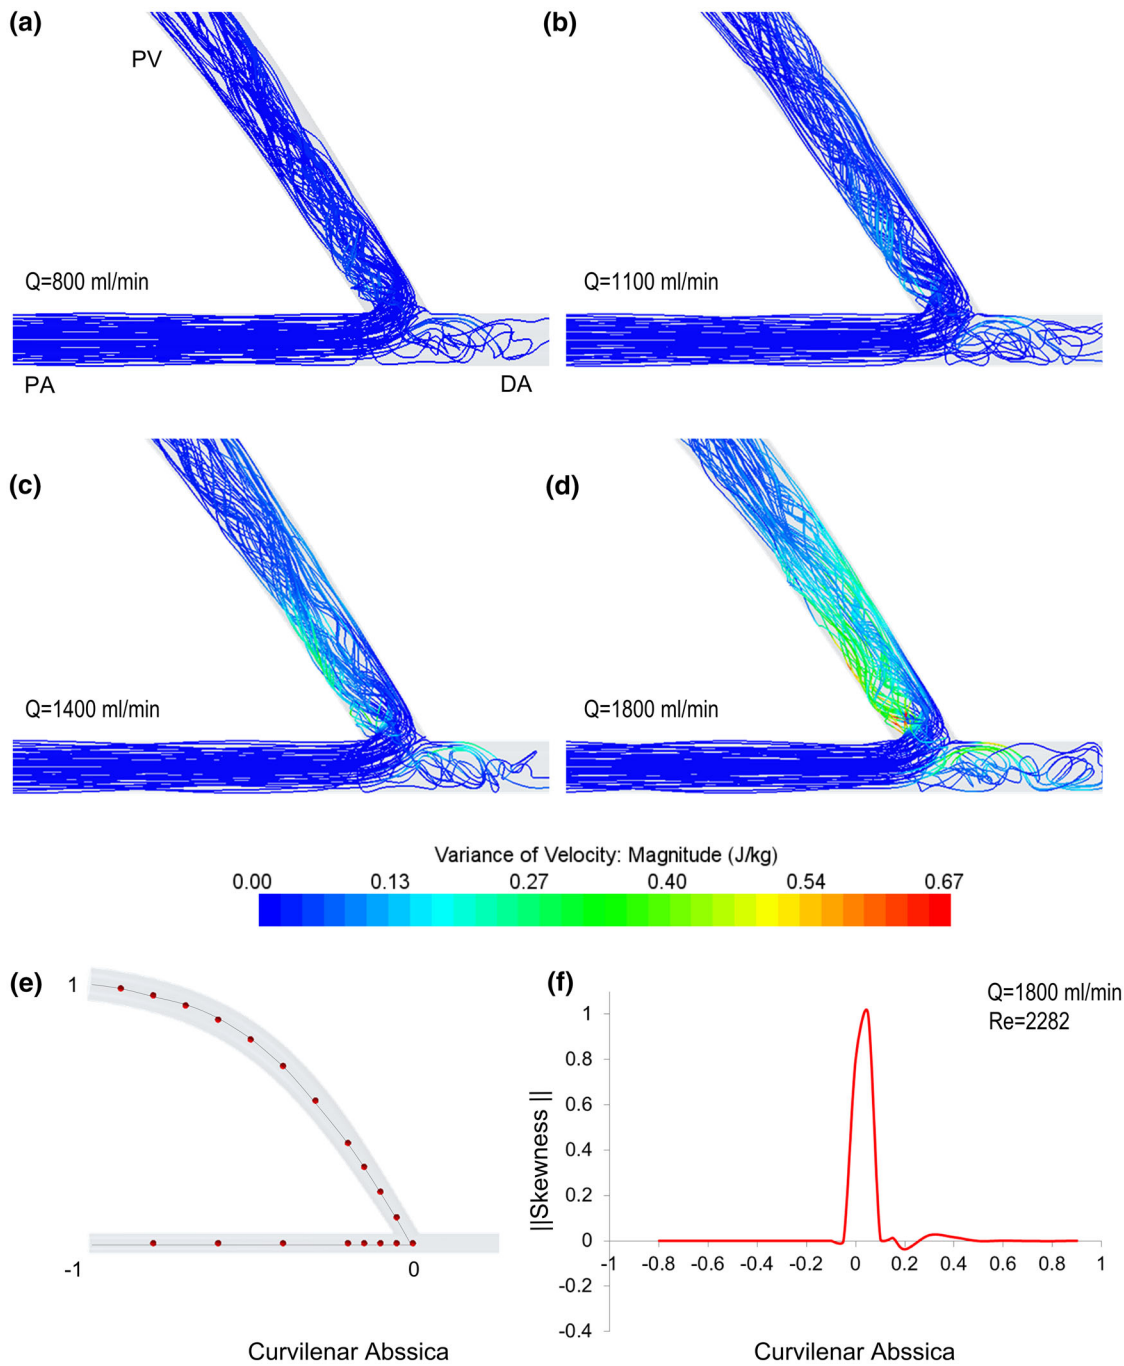 (a)
(b)
PV
Q=800 ml/min
Q=1100 ml/min
PA
DA
(c)
(d)
Q=1400 ml/min
Q=1800 ml/min
Variance of Velocity: Magnitude (J/kg)
0.00 0.13 0.27 0.40 0.54 0.67
(e)
1
-1
0
Curvilenar Abssica
(f)
Q=1800 ml/min
Re=2282
||Skewness ||
1
0.8
0.6
0.4
0.2
0
-0.2
-0.4
-1 -0.8 -0.6 -0.4 -0.2 0 0.2 0.4 0.6 0.8 1
Curvilenar Abssica